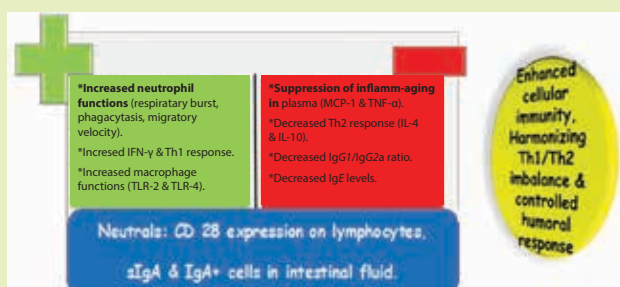 *Increased neutrophil
functions (respiratary burst,
phagacytasis, migratary
velocity).
*Incresed IFN-γ & Th1 response.
*Increased macrophage
functions (TLR-2 & TLR-4).
*Suppression of inflamm-aging
in plasma (MCP-1 & TNF-α).
*Decreased Th2 response (IL-4
& IL-10).
*Decreased IgG1/IgG2a ratio.
*Decreased IgE levels.
Neutrals: CD 28 expression on lymphocytes,
sIgA & IgA+ cells in intestinal fluid.
Enhanced
cellular
immunity,
Harmonizing
Th1/Th2
imbalance &
controlled
humoral
response